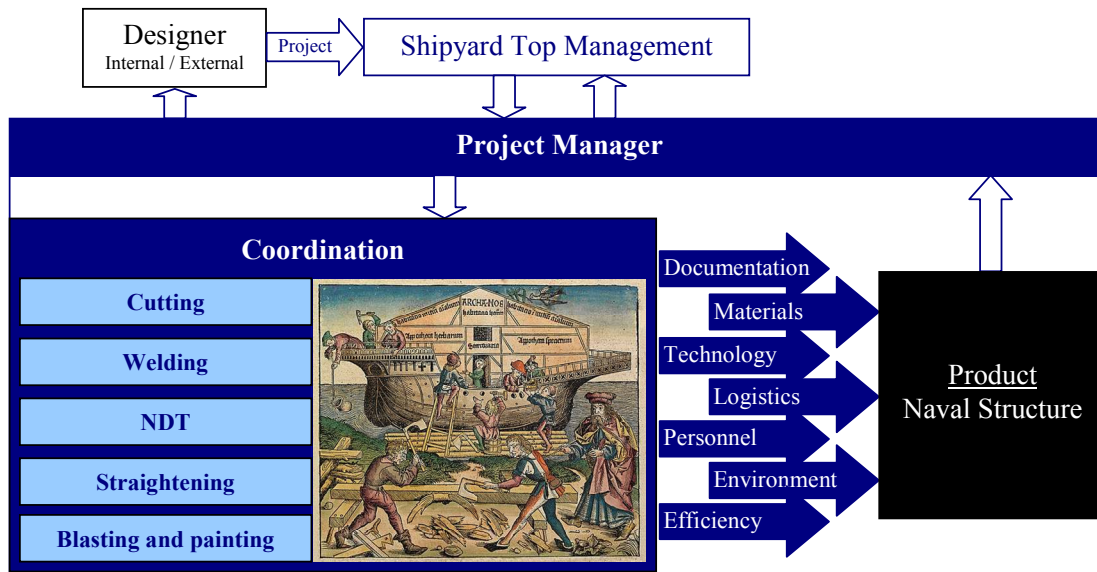 Designer
Internal / External
Project
Shipyard Top Management
Project Manager
Coordination
Cutting
Welding
NDT
Straightening
Blasting and painting
ARCHA·NOE
Documentation
Materials
Technology
Logistics
Personnel
Environment
Efficiency
Product
Naval Structure